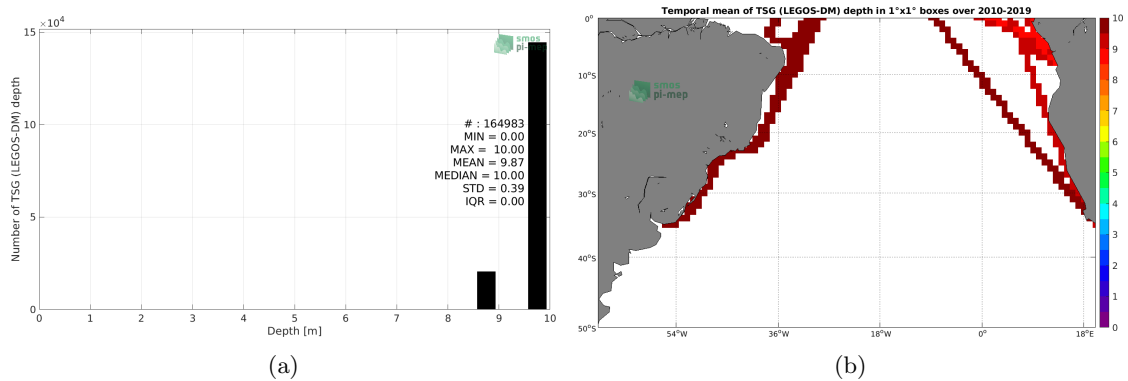 ×10⁴
15
10
5
0
Number of TSG (LEGOS-DM) depth
smos
pi-mep
# : 164983
MIN = 0.00
MAX = 10.00
MEAN = 9.87
MEDIAN = 10.00
STD = 0.39
IQR = 0.00
0 1 2 3 4 5 6 7 8 9 10
Depth [m]
(a)
Temporal mean of TSG (LEGOS-DM) depth in 1°x1° boxes over 2010-2019
0°
10°S
20°S
30°S
40°S
50°S
smos
pi-mep
54°W 36°W 18°W 0° 18°E
10
9
8
7
6
5
4
3
2
1
0
(b)